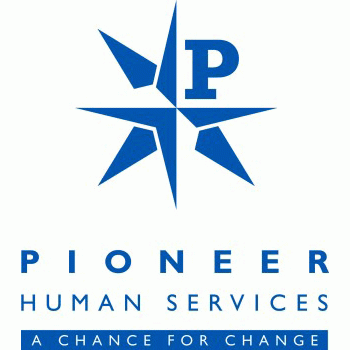 P
PIONEER
HUMAN SERVICES
A CHANCE FOR CHANGE